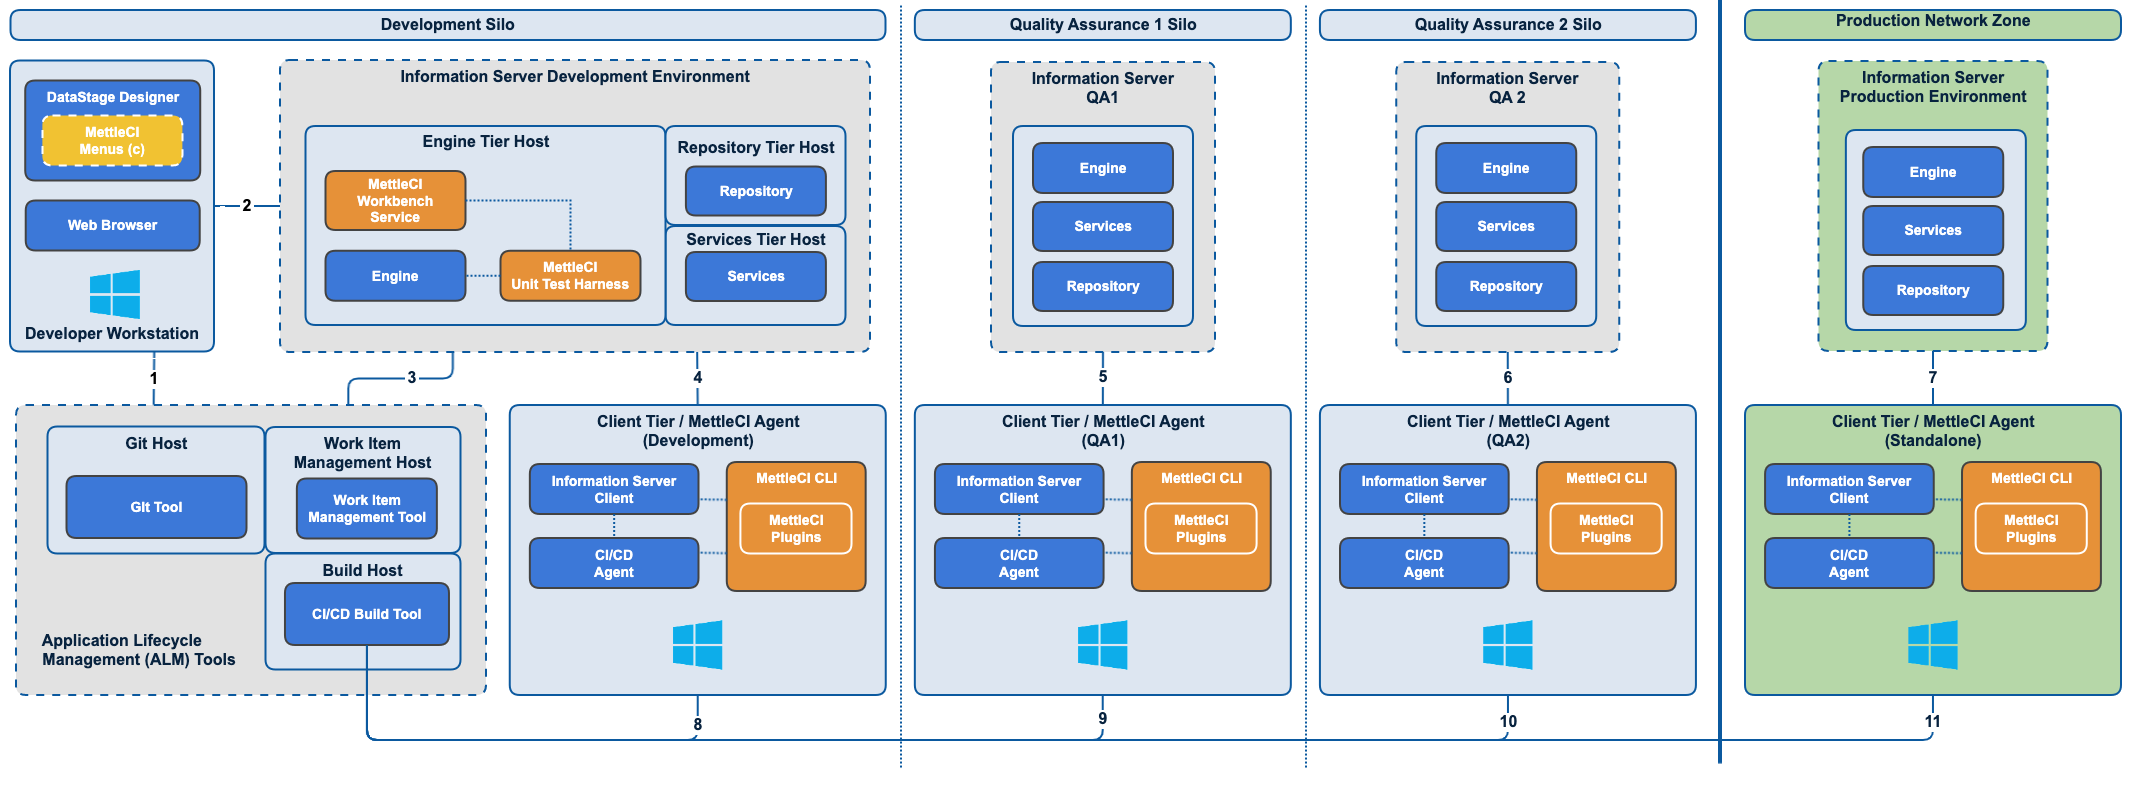 Development Silo
Quality Assurance 1 Silo
Quality Assurance 2 Silo
Production Network Zone
DataStage Designer
MettleCI
Menus (c)
Web Browser
Developer Workstation
2
Information Server Development Environment
Engine Tier Host
MettleCI
Workbench
Service
Engine
MettleCI
Unit Test Harness
Repository Tier Host
Repository
Services Tier Host
Services
Information Server
QA1
Engine
Services
Repository
Information Server
QA 2
Engine
Services
Repository
Information Server
Production Environment
Engine
Services
Repository
1
3
4
5
6
7
Git Host
GIt Tool
Work Item
Management Host
Work Item
Management Tool
Build Host
CI/CD Build Tool
Application Lifecycle
Management (ALM) Tools
Client Tier / MettleCI Agent
(Development)
Information Server
Client
CI/CD
Agent
MettleCI CLI
MettleCI
Plugins
Client Tier / MettleCI Agent
(QA1)
Information Server
Client
CI/CD
Agent
MettleCI CLI
MettleCI
Plugins
Client Tier / MettleCI Agent
(QA2)
Information Server
Client
CI/CD
Agent
MettleCI CLI
MettleCI
Plugins
Client Tier / MettleCI Agent
(Standalone)
Information Server
Client
CI/CD
Agent
MettleCI CLI
MettleCI
Plugins
8
9
10
11